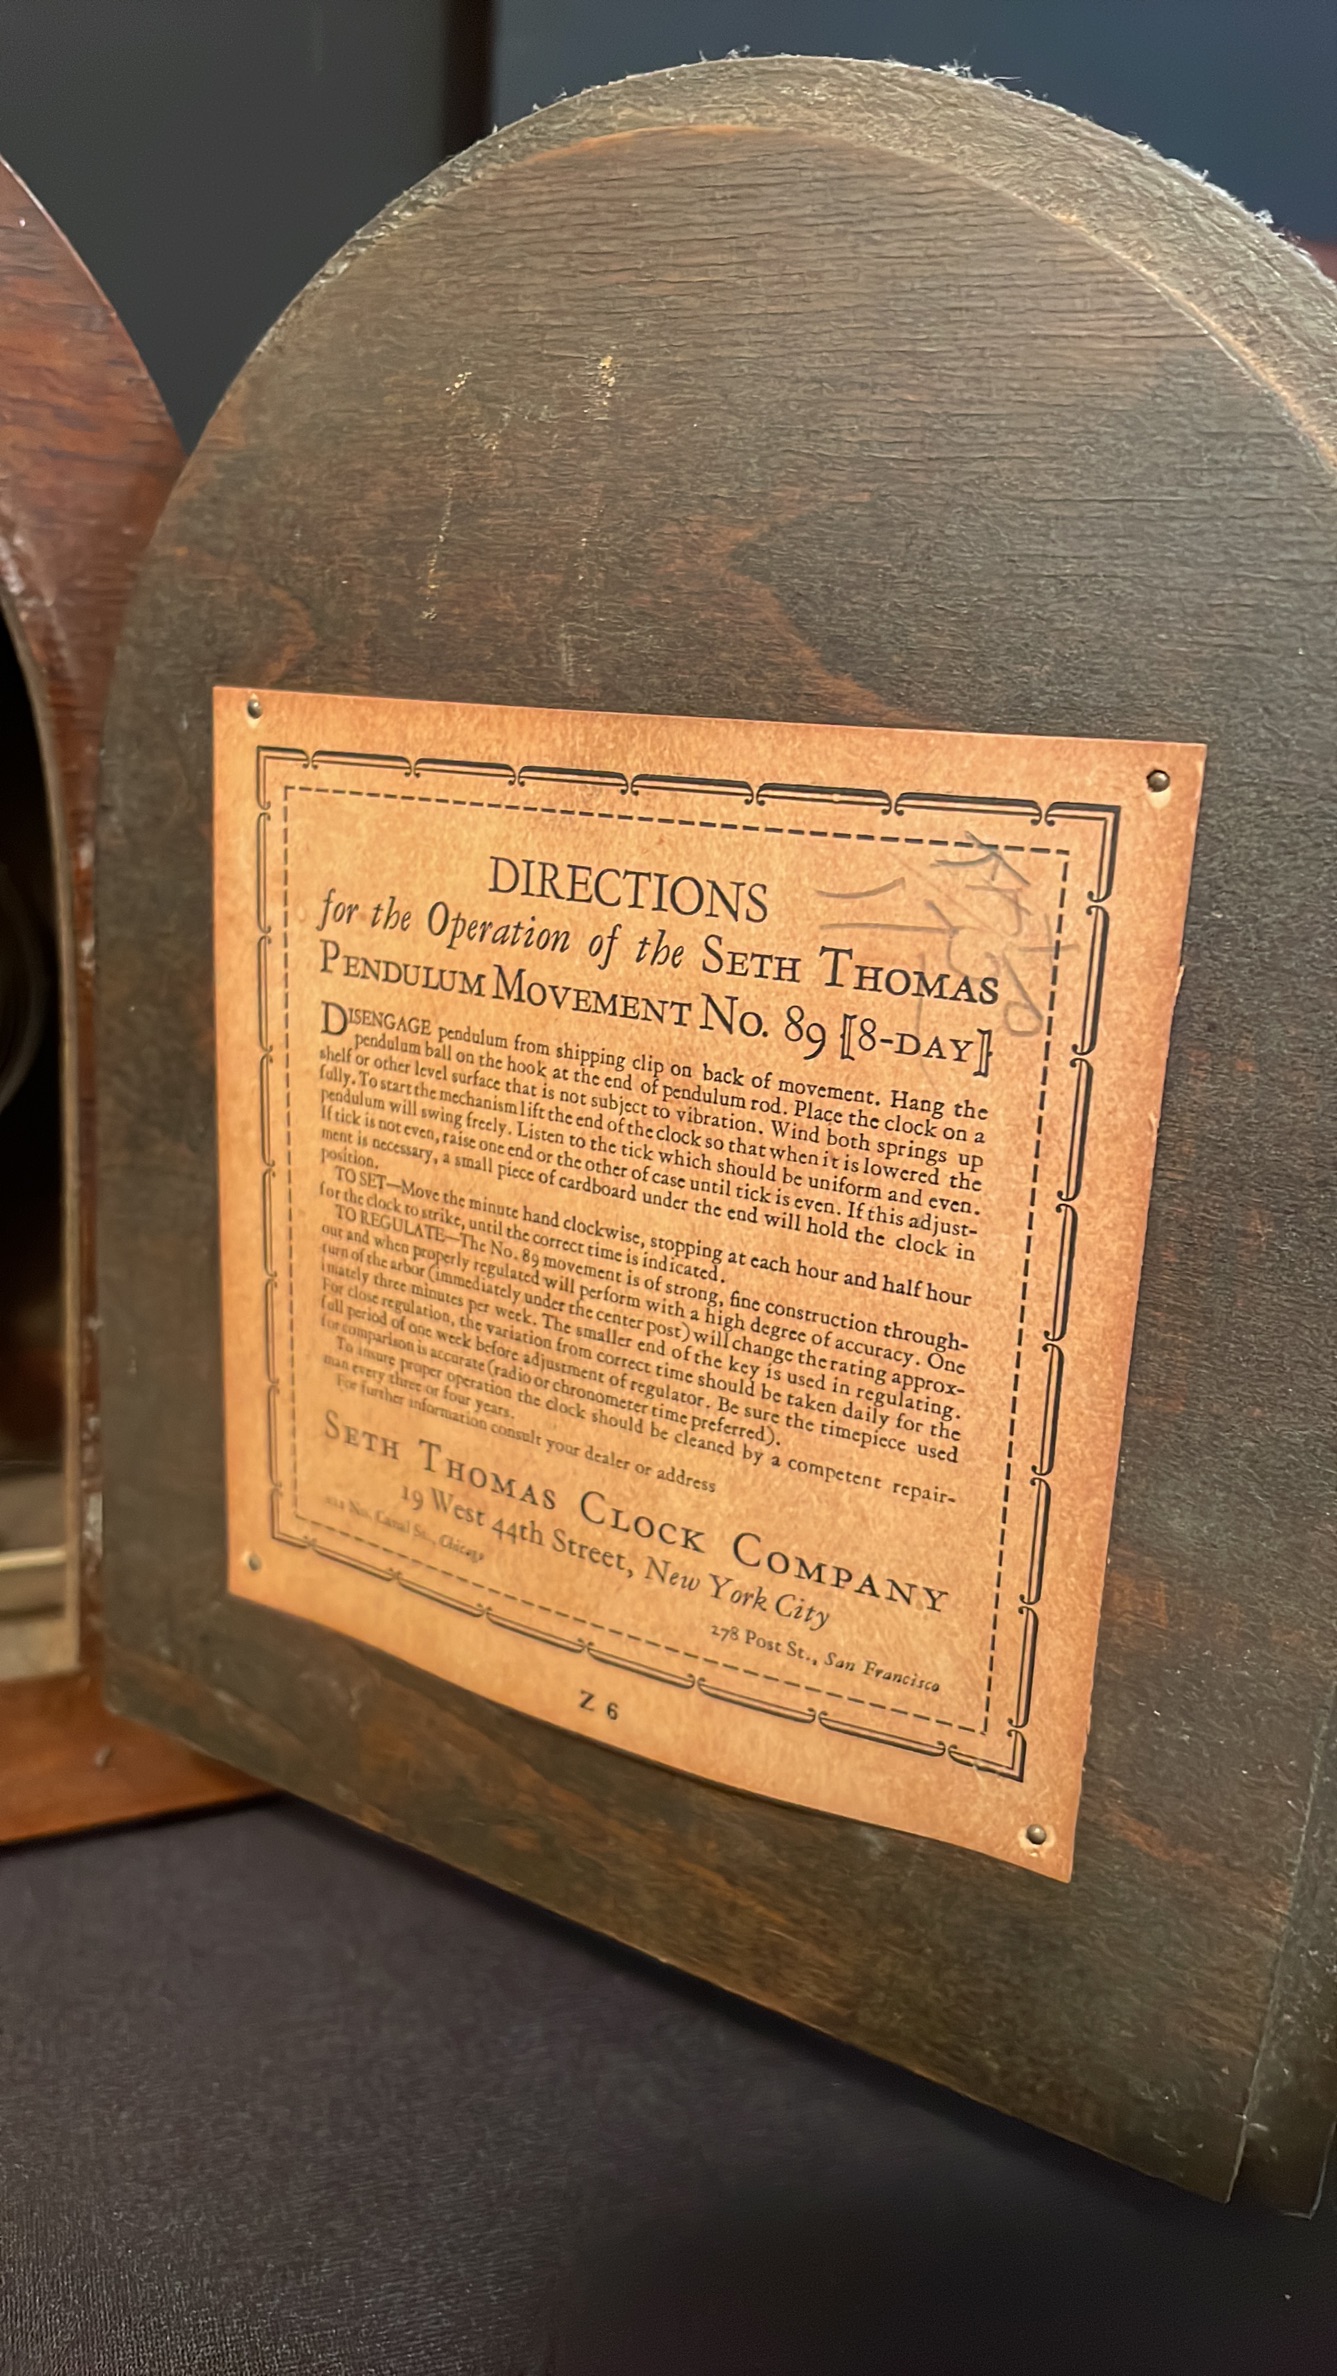 DIRECTIONS
for the Operation of the SETH THOMAS
PENDULUM MOVEMENT No. 89 [8-DAY]
DISENGAGE pendulum from shipping clip on back of movement. Hang the
pendulum ball on the hook at the end of pendulum rod. Place the clock on a
shelf or other level surface that is not subject to vibration. Wind both springs up
fully. To start the mechanism lift the end of the clock so that when it is lowered the
pendulum will swing freely. Listen to the tick which should be uniform and even.
If tick is not even, raise one end or the other of case until tick is even. If this adjust-
ment is necessary, a small piece of cardboard under the end will hold the clock in
position.
TO SET—Move the minute hand clockwise, stopping at each hour and half hour
for the clock to strike, until the correct time is indicated.
TO REGULATE—The No. 89 movement is of strong, fine construction through-
out and when properly regulated will perform with a high degree of accuracy. One
turn of the arbor (immediately under the center post) will change the rating approx-
imately three minutes per week. The smaller end of the key is used in regulating.
For close regulation, the variation from correct time should be taken daily for the
full period of one week before adjustment of regulator. Be sure the timepiece used
for comparison is accurate (radio or chronometer time preferred).
To insure proper operation the clock should be cleaned by a competent repair-
man every three or four years.
For further information consult your dealer or address
SETH THOMAS CLOCK COMPANY
19 West 44th Street, New York City
No. Canal St., Chicago
278 Post St., San Francisco
Z 6